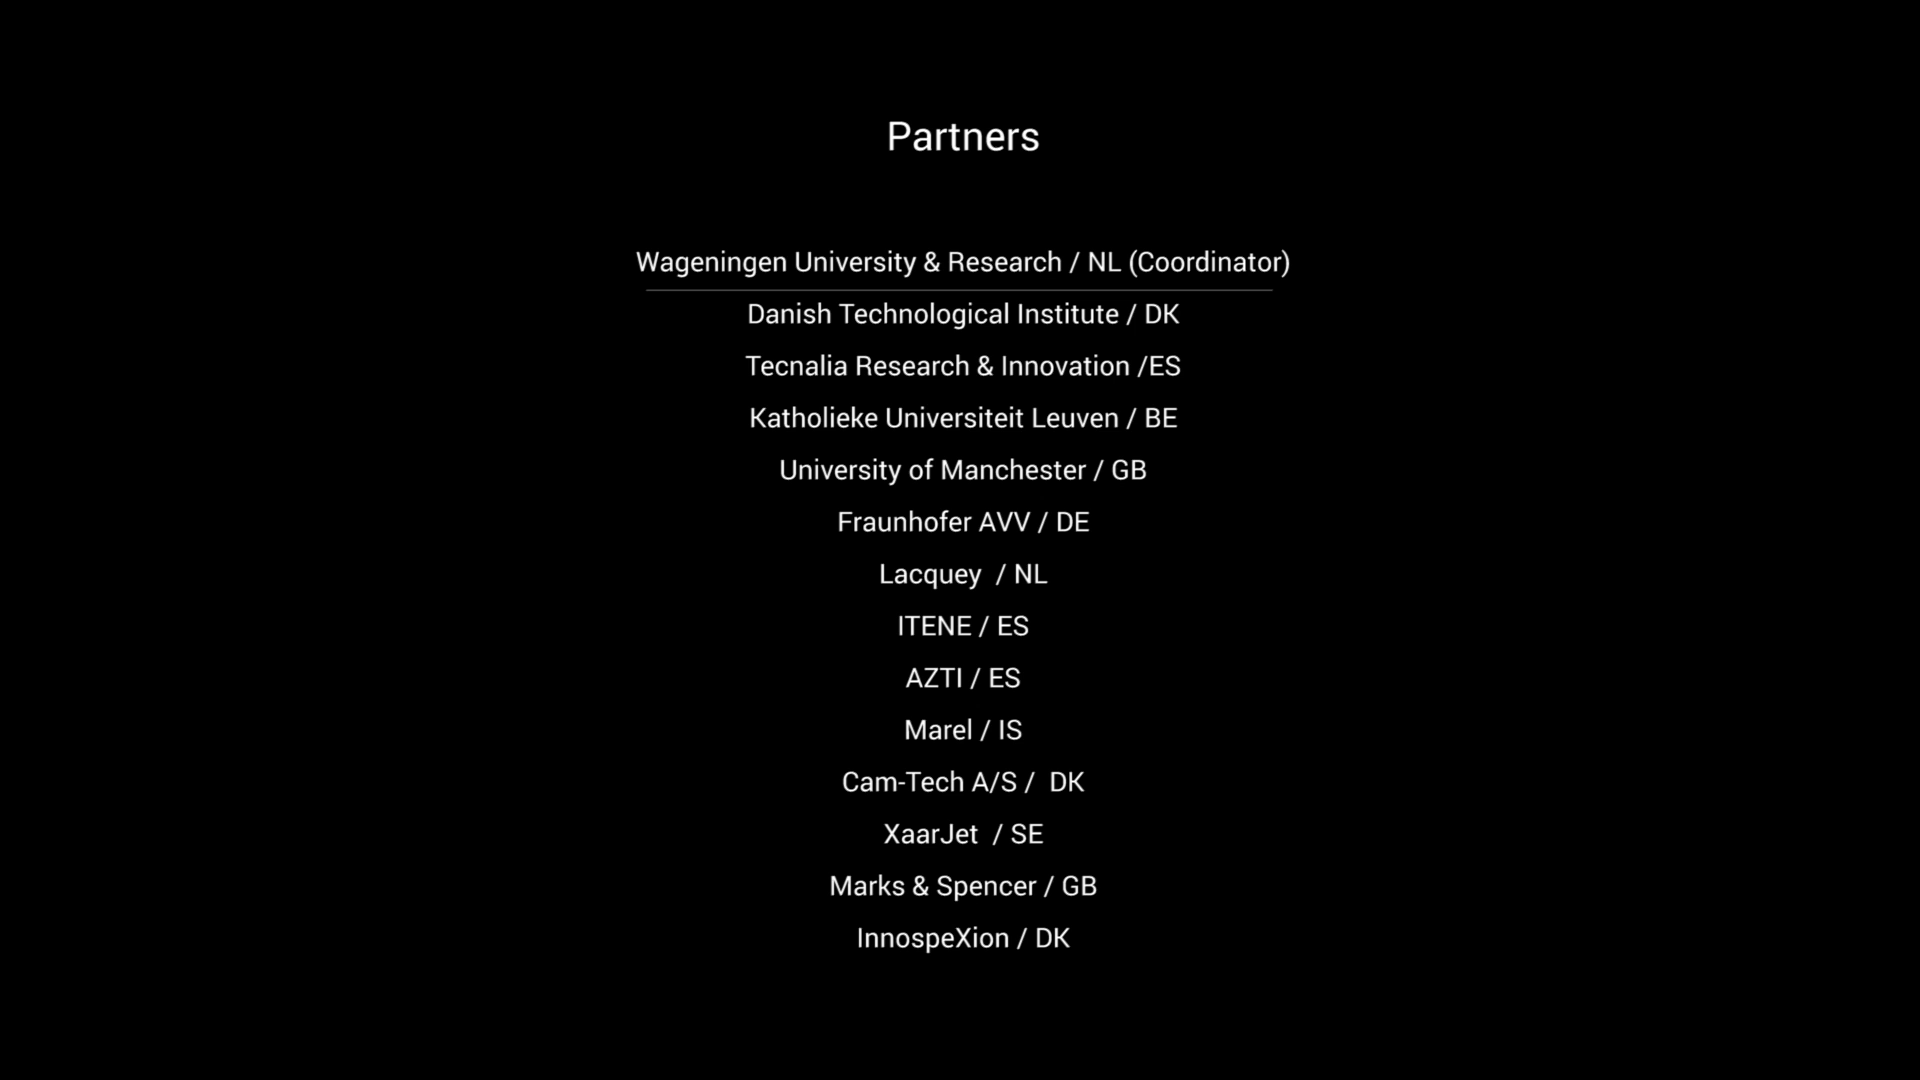 Partners
Wageningen University & Research / NL (Coordinator)
Danish Technological Institute / DK
Tecnalia Research & Innovation /ES
Katholieke Universiteit Leuven / BE
University of Manchester / GB
Fraunhofer AVV / DE
Lacquey  / NL
ITENE / ES
AZTI / ES
Marel / IS
Cam-Tech A/S /  DK
XaarJet  / SE
Marks & Spencer / GB
InnospeXion / DK